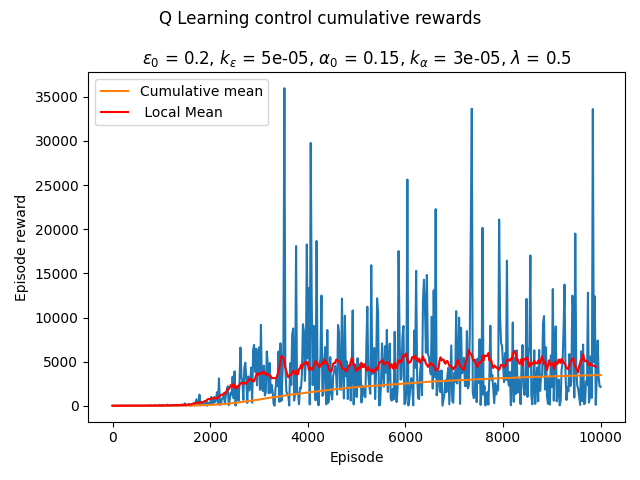 Q Learning control cumulative rewards
ε₀ = 0.2, kε = 5e-05, α₀ = 0.15, kα = 3e-05, λ = 0.5
Cumulative mean
Local Mean
35000
30000
25000
20000
15000
10000
5000
0
Episode reward
0
2000
4000
6000
8000
10000
Episode